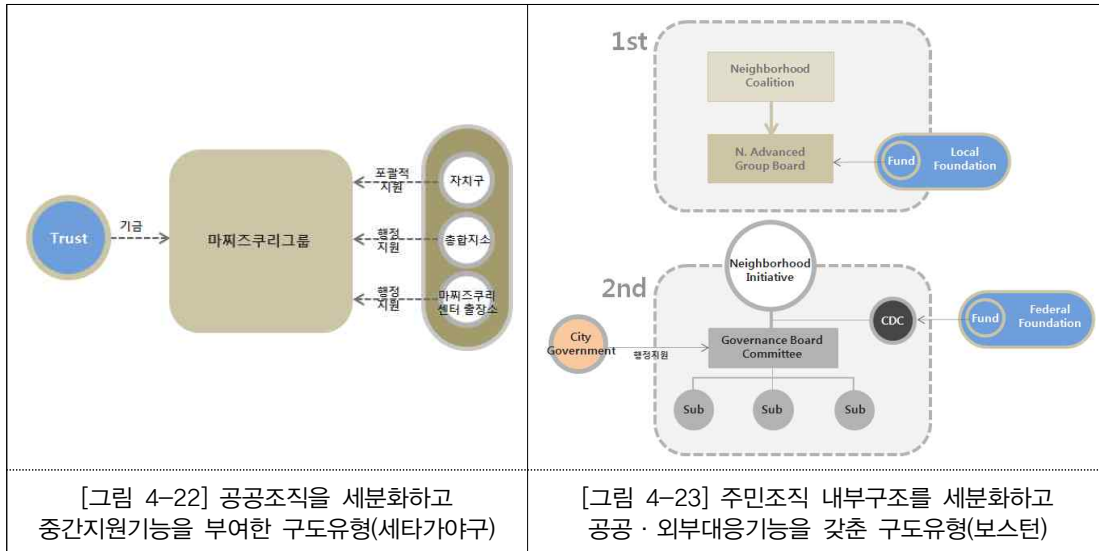 Trust
기금
마찌즈쿠리그룹
포괄적
지원
자치구
행정
지원
종합지소
행정
지원
마찌즈쿠리
센터 출장소
1st
Neighborhood
Coalition
N. Advanced
Group Board
Fund
Local
Foundation
2nd
Neighborhood
Initiative
City
Government
행정지원
Governance Board
Committee
CDC
Fund
Federal
Foundation
Sub
Sub
Sub
[그림 4-22] 공공조직을 세분화하고
중간지원기능을 부여한 구도유형(세타가야구)
[그림 4-23] 주민조직 내부구조를 세분화하고
공공·외부대응기능을 갖춘 구도유형(보스턴)